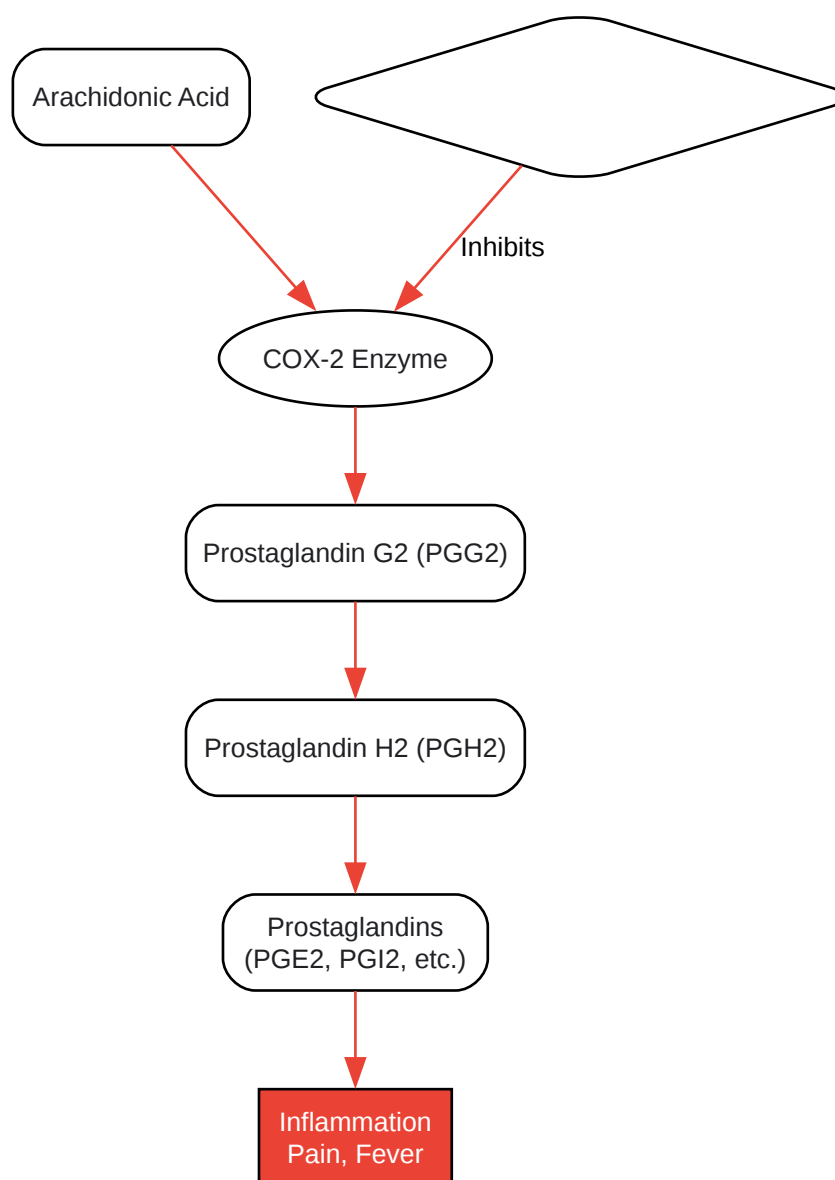 Arachidonic Acid
Inhibits
COX-2 Enzyme
Prostaglandin G2 (PGG2)
Prostaglandin H2 (PGH2)
Prostaglandins
(PGE2, PGI2, etc.)
Inflammation
Pain, Fever